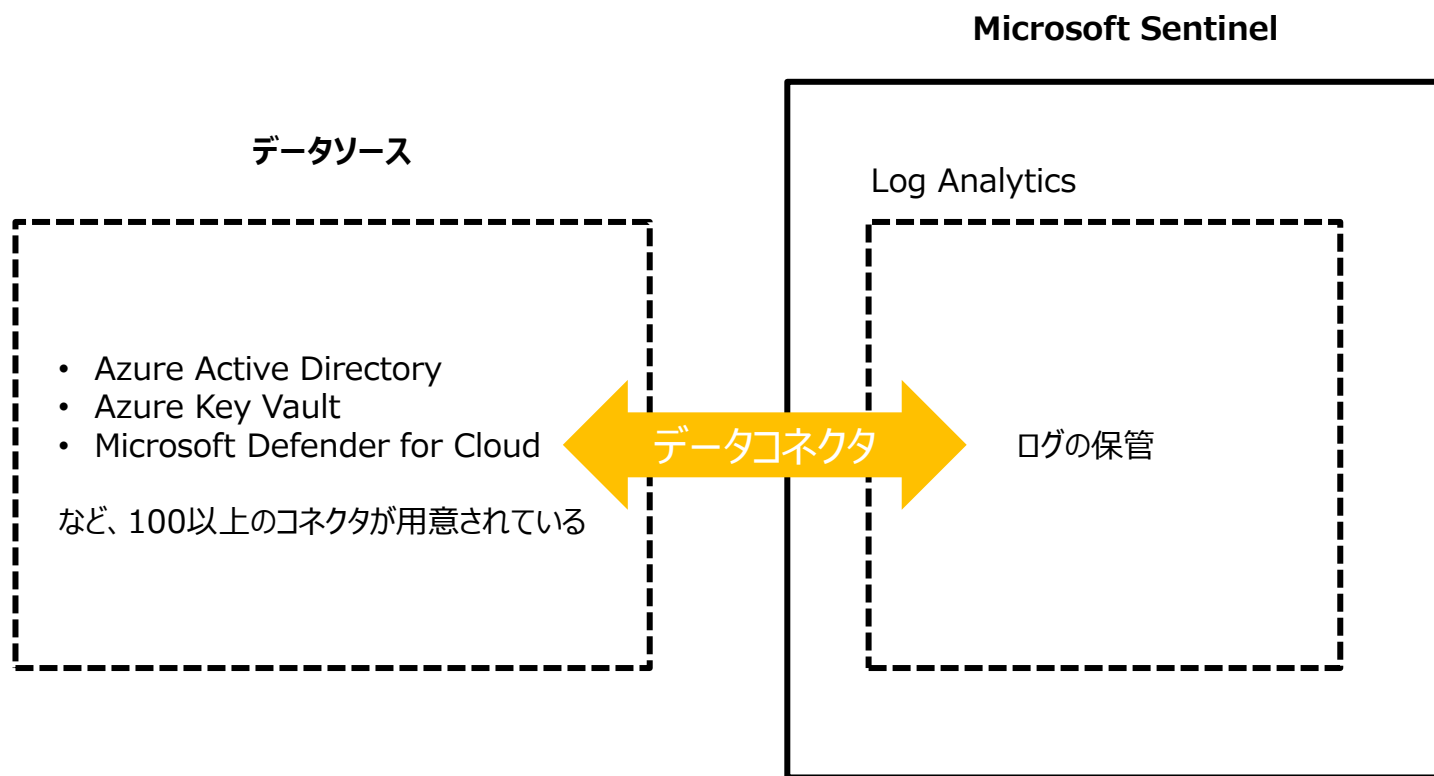 Microsoft Sentinel
データソース
Log Analytics
• Azure Active Directory
• Azure Key Vault
• Microsoft Defender for Cloud
など、100以上のコネクタが用意されている
データコネクタ
ログの保管